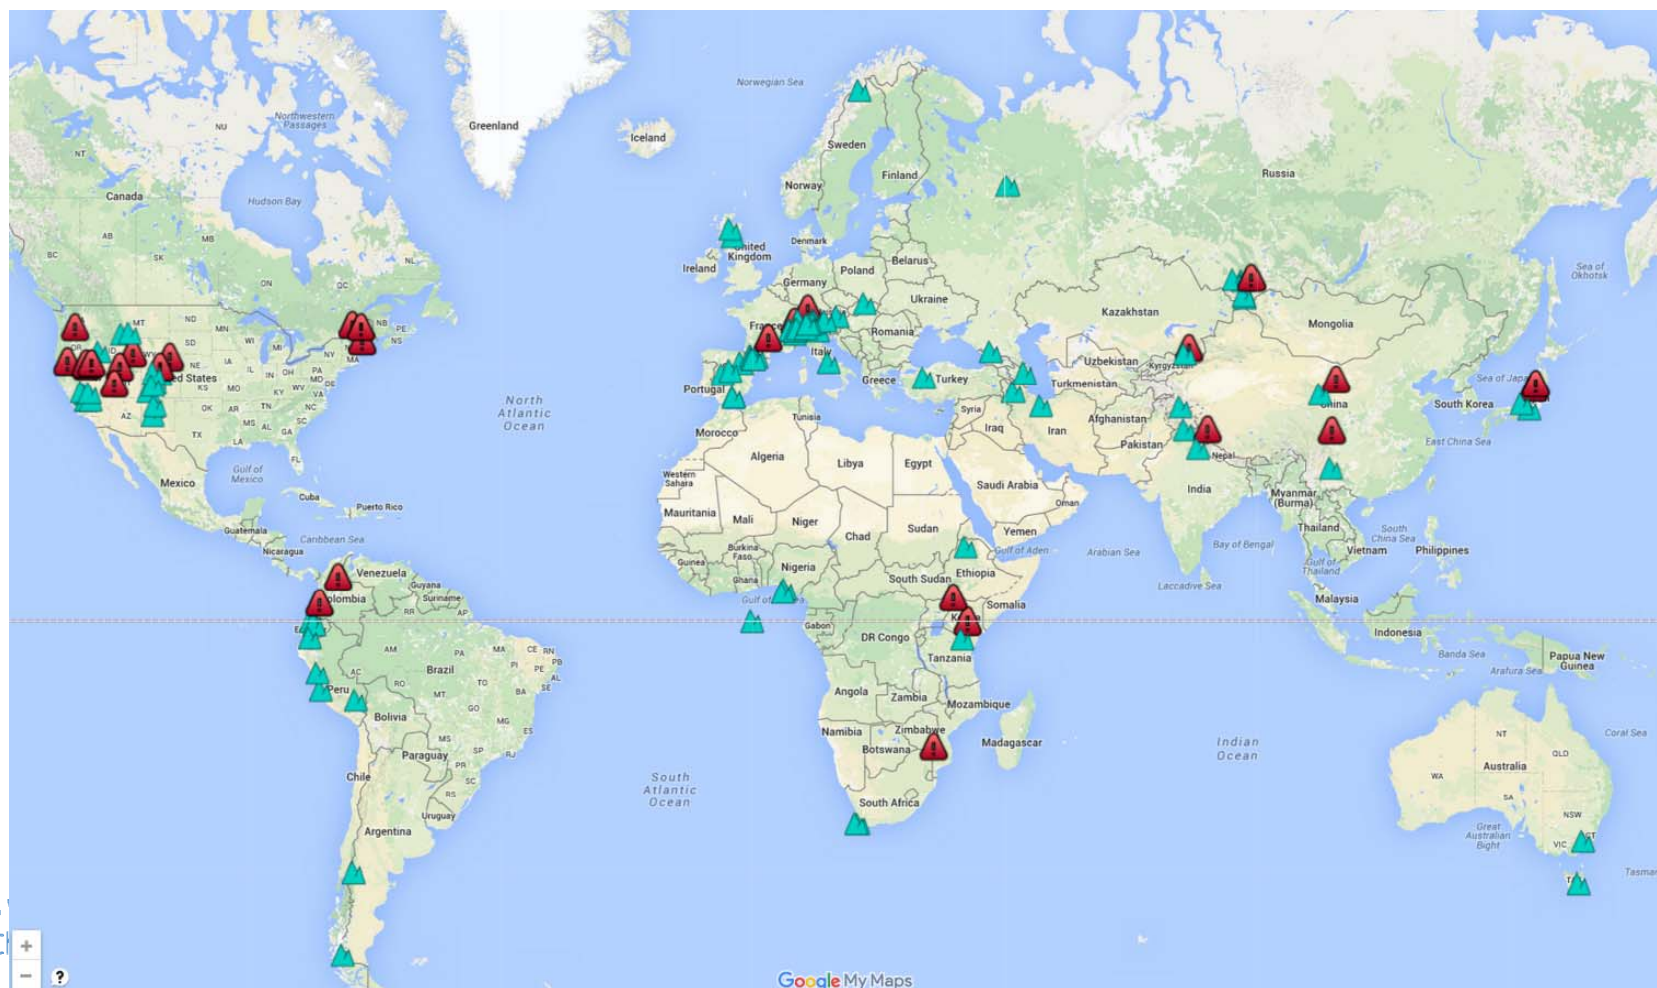 Norwegian Sea
Greenland
Northwestern
Passages
NU
Iceland
NT
Sweden
Finland
Russia
Canada
Hudson Bay
Norway
AB
MB
SK
BC
NL
ON
QC
United
Kingdom
Ireland
Denmark
Poland
Belarus
Germany
Ukraine
Kazakhstan
Mongolia
Sea of
Okhotsk
MT
ND
MN
NB
PE
NS
France
Romania
Italy
Portugal
Greece
Turkey
Uzbekistan
Kyrgyzstan
Turkmenistan
Sea of Japan
South Korea
China
OR
ID
WY
SD
WI
MI
NY
MA
NE
IA
IL
IN
OH
PA
MD
DE
KS
MO
KY
WV
VA
NC
United States
AZ
OK
AR
TN
SC
MS
AL
GA
TX
LA
FL
North
Atlantic
Ocean
Morocco
Tunisia
Algeria
Libya
Egypt
Syria
Iraq
Iran
Afghanistan
Pakistan
Nepal
India
East China Sea
Gulf of
Mexico
Mexico
Cuba
Puerto Rico
Western
Sahara
Mauritania
Mali
Niger
Chad
Sudan
Saudi Arabia
Oman
Yemen
Myanmar
(Burma)
Thailand
Vietnam
South
China Sea
Philippines
Guatemala
Nicaragua
Caribbean Sea
Burkina
Faso
Guinea
Ghana
Nigeria
South Sudan
Ethiopia
Somalia
Gulf of Aden
Arabian Sea
Bay of Bengal
Laccadive Sea
Gulf of
Thailand
Malaysia
Venezuela
Guyana
Suriname
Colombia
RR
AP
Gabon
DR Congo
Tanzania
Indonesia
Banda Sea
Arafura Sea
Papua New
Guinea
AM
PA
MA
CE
RN
PB
PI
PE
AL
SE
AC
RO
TO
BA
MT
GO
MG
ES
MS
SP
RJ
PR
SC
RS
Brazil
Peru
Bolivia
Paraguay
Chile
Uruguay
Argentina
South
Atlantic
Ocean
Angola
Zambia
Mozambique
Namibia
Zimbabwe
Botswana
Madagascar
South Africa
Indian
Ocean
NT
QLD
Coral Sea
WA
Australia
SA
NSW
Great
Australian
Bight
VIC
Tasma
+
−
?
Google My Maps